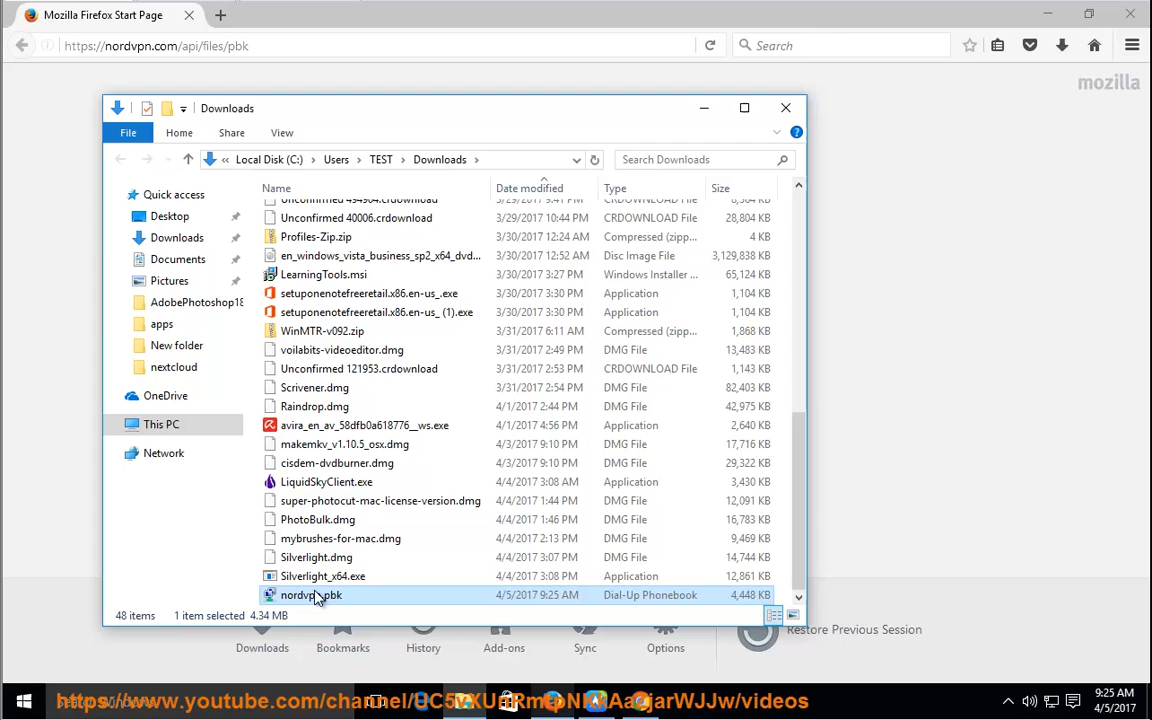 Mozilla Firefox Start Page
https://nordvpn.com/api/files/pbk
Search
mozilla
Downloads
File Home Share View
Local Disk (C:) Users TEST Downloads
Search Downloads
Name Date modified Type Size
Quick access
Desktop
Downloads
Documents
Pictures
AdobePhotoshop18
apps
New folder
nextcloud
OneDrive
This PC
Network
Unconfirmed 494904.crdownload 3/29/2017 9:41 PM CRDOWNLOAD File 8,304 KB
Unconfirmed 40006.crdownload 3/29/2017 10:44 PM CRDOWNLOAD File 28,804 KB
Profiles-Zip.zip 3/30/2017 12:24 AM Compressed (zipp... 4 KB
en_windows_vista_business_sp2_x64_dvd... 3/30/2017 12:52 AM Disc Image File 3,129,838 KB
LearningTools.msi 3/30/2017 3:27 PM Windows Installer ... 65,124 KB
setuponenotefreeretail.x86.en-us_.exe 3/30/2017 3:30 PM Application 1,104 KB
setuponenotefreeretail.x86.en-us_ (1).exe 3/30/2017 3:30 PM Application 1,104 KB
WinMTR-v092.zip 3/31/2017 6:11 AM Compressed (zipp... 1,868 KB
voilabits-videoeditor.dmg 3/31/2017 2:49 PM DMG File 13,483 KB
Unconfirmed 121953.crdownload 3/31/2017 2:53 PM CRDOWNLOAD File 1,143 KB
Scrivener.dmg 3/31/2017 2:54 PM DMG File 82,403 KB
Raindrop.dmg 4/1/2017 2:44 PM DMG File 42,975 KB
avira_en_av_58dfb0a618776__ws.exe 4/1/2017 4:56 PM Application 2,640 KB
makemkv_v1.10.5_osx.dmg 4/3/2017 9:10 PM DMG File 17,716 KB
cisdem-dvdburner.dmg 4/3/2017 9:10 PM DMG File 29,322 KB
LiquidSkyClient.exe 4/4/2017 3:08 AM Application 3,430 KB
super-photocut-mac-license-version.dmg 4/4/2017 1:44 PM DMG File 12,091 KB
PhotoBulk.dmg 4/4/2017 1:46 PM DMG File 16,783 KB
mybrushes-for-mac.dmg 4/4/2017 2:13 PM DMG File 9,469 KB
Silverlight.dmg 4/4/2017 3:07 PM DMG File 14,744 KB
Silverlight_x64.exe 4/4/2017 3:08 PM Application 12,861 KB
nordvpn.pbk 4/5/2017 9:25 AM Dial-Up Phonebook 4,448 KB
48 items 1 item selected 4.34 MB
Restore Previous Session
Downloads Bookmarks History Add-ons Sync Options
9:25 AM
4/5/2017